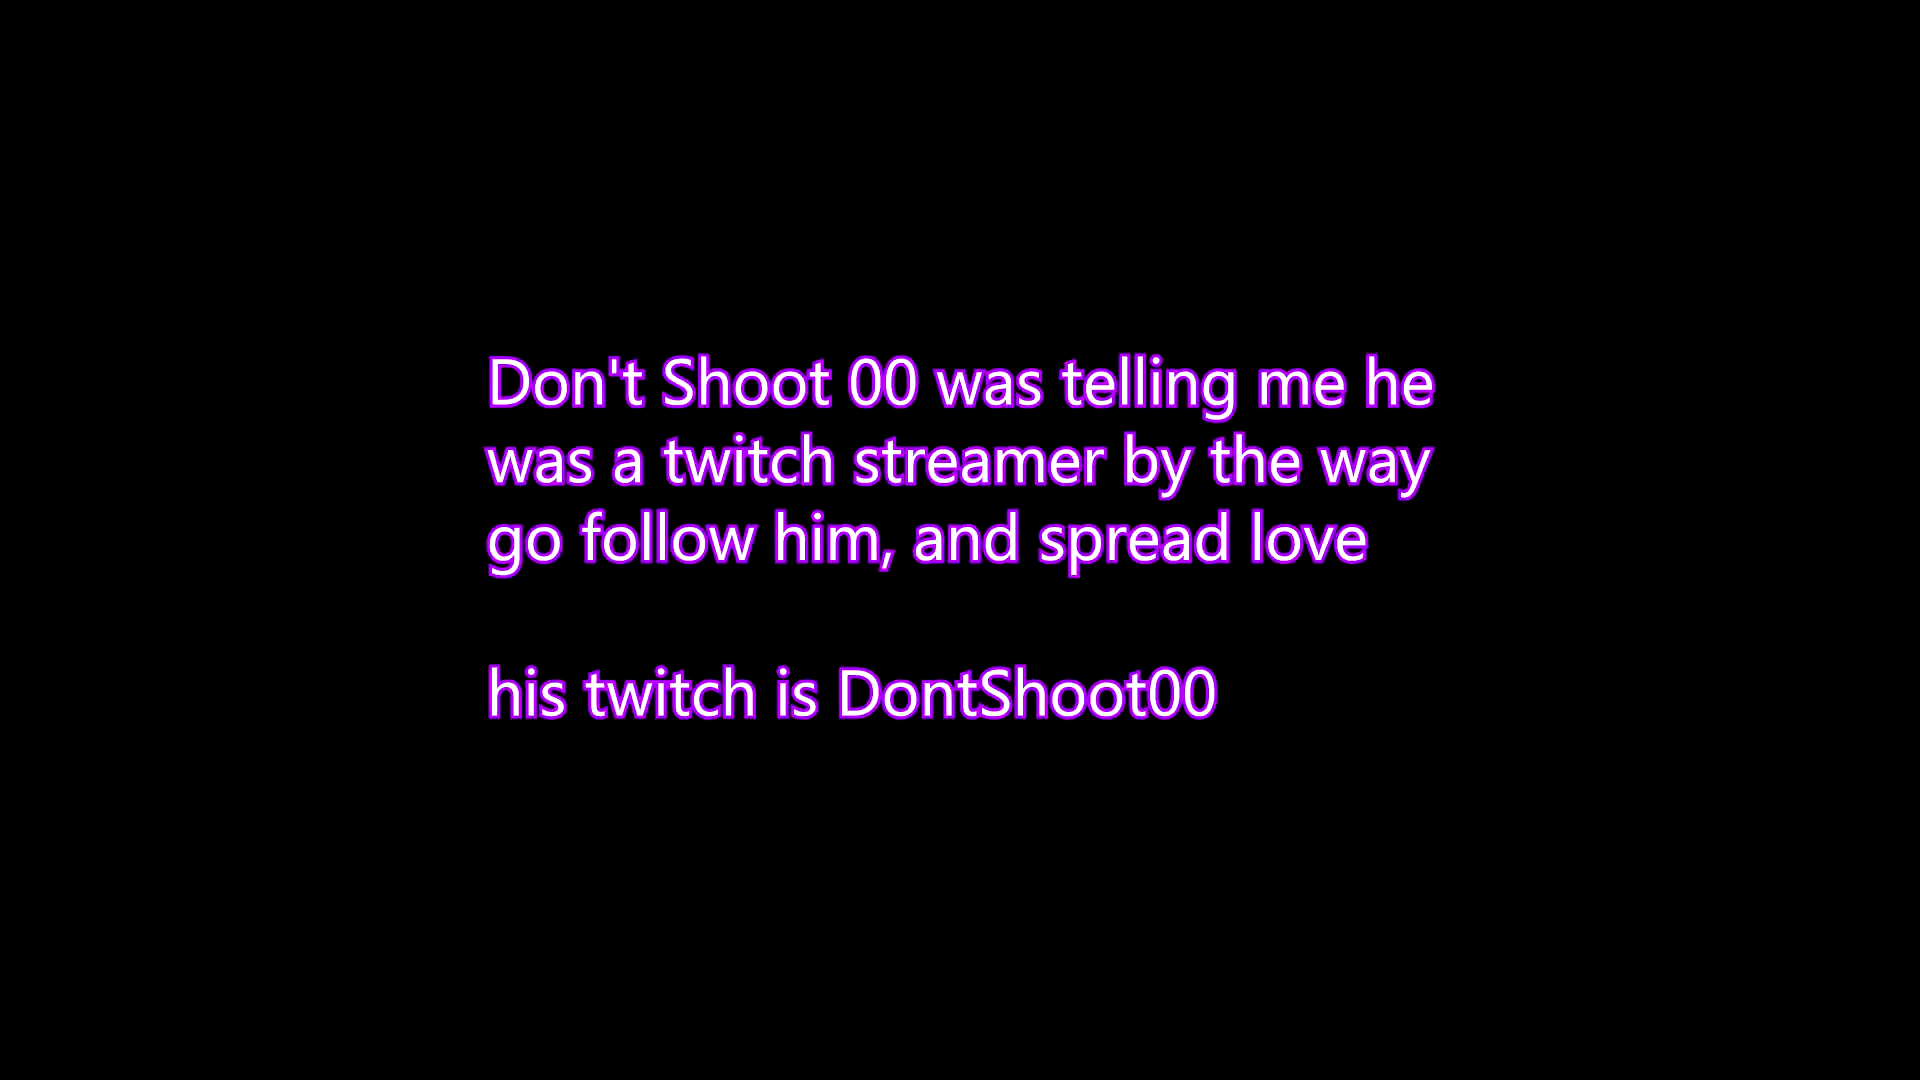 Don't Shoot 00 was telling me he
was a twitch streamer by the way
go follow him, and spread love
his twitch is DontShoot00